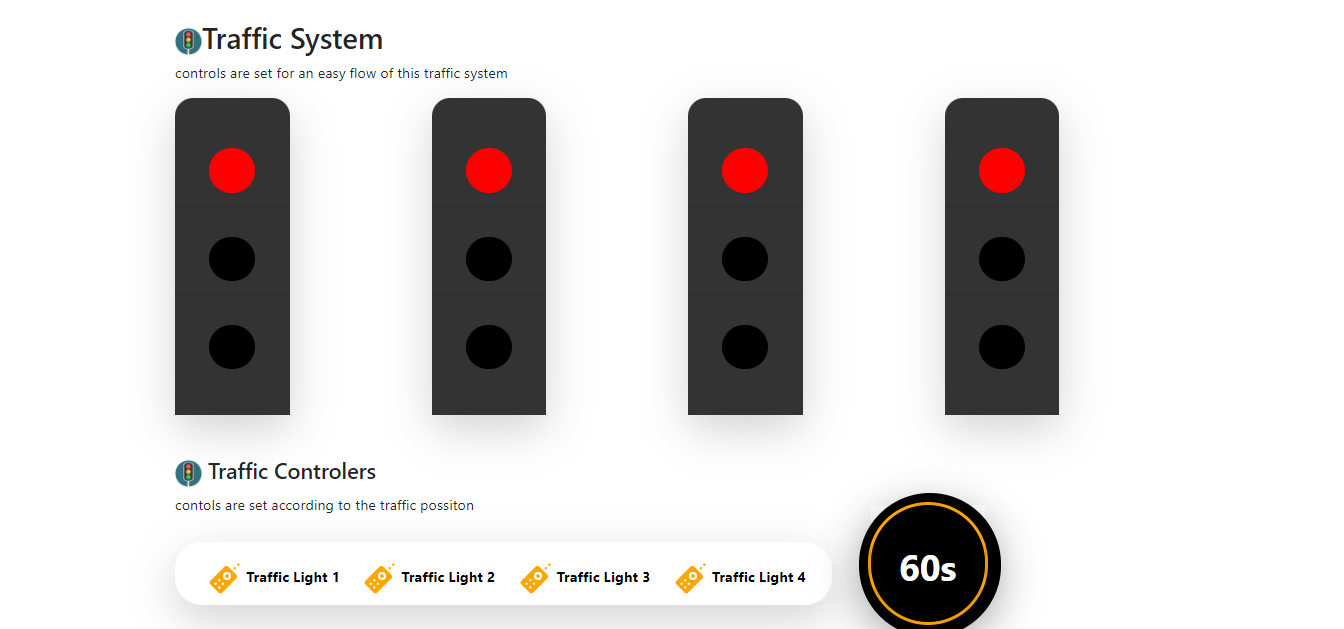 Traffic System
controls are set for an easy flow of this traffic system
Traffic Controlers
contols are set according to the traffic possiton
Traffic Light 1 Traffic Light 2 Traffic Light 3 Traffic Light 4
60s